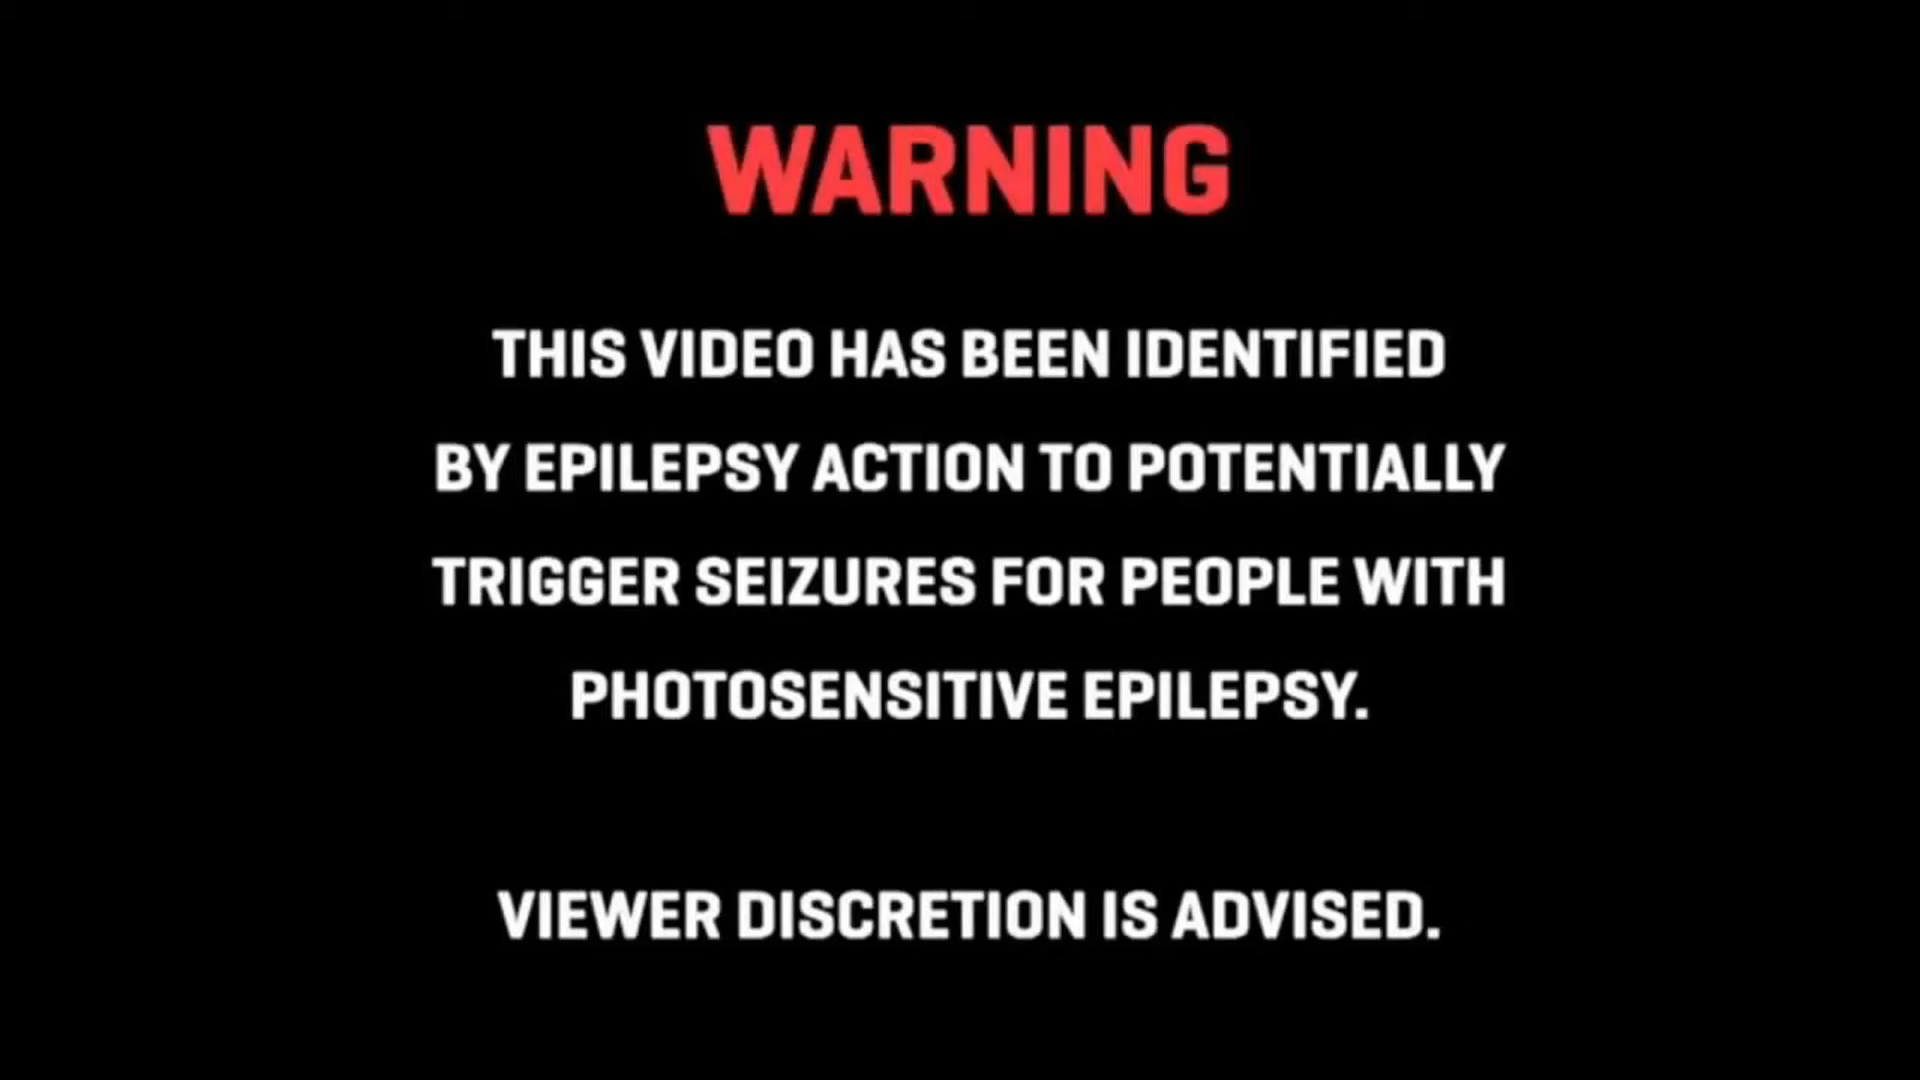 WARNING
THIS VIDEO HAS BEEN IDENTIFIED
BY EPILEPSY ACTION TO POTENTIALLY
TRIGGER SEIZURES FOR PEOPLE WITH
PHOTOSENSITIVE EPILEPSY.
VIEWER DISCRETION IS ADVISED.